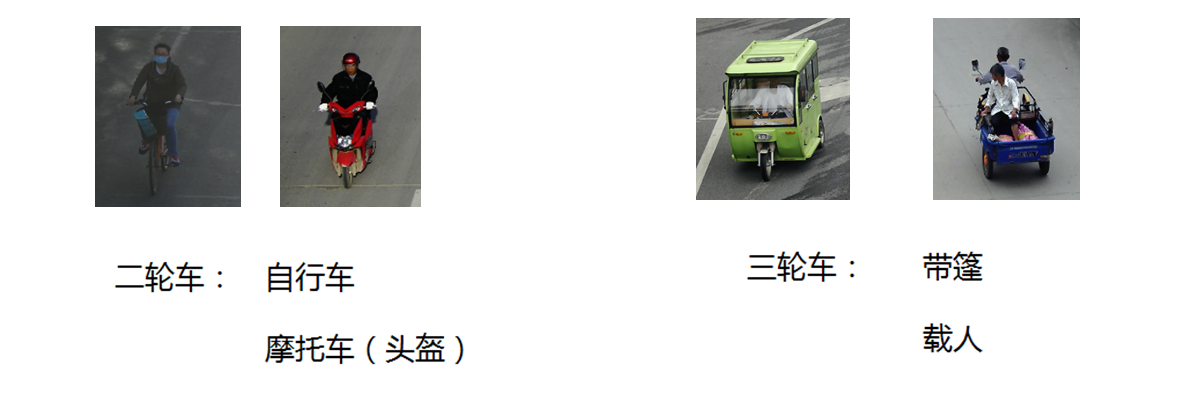 二轮车： 自行车
摩托车（头盔）
三轮车： 带篷
载人